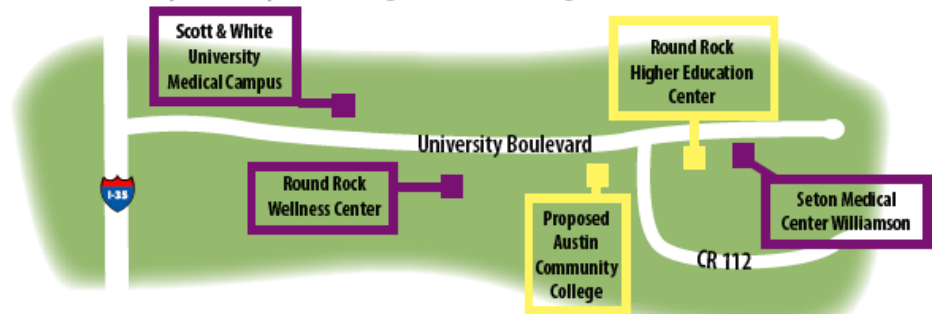 Scott & White
University
Medical Campus
Round Rock
Higher Education
Center
University Boulevard
I-35
Round Rock
Wellness Center
Proposed
Austin
Community
College
Seton Medical
Center Williamson
CR 112